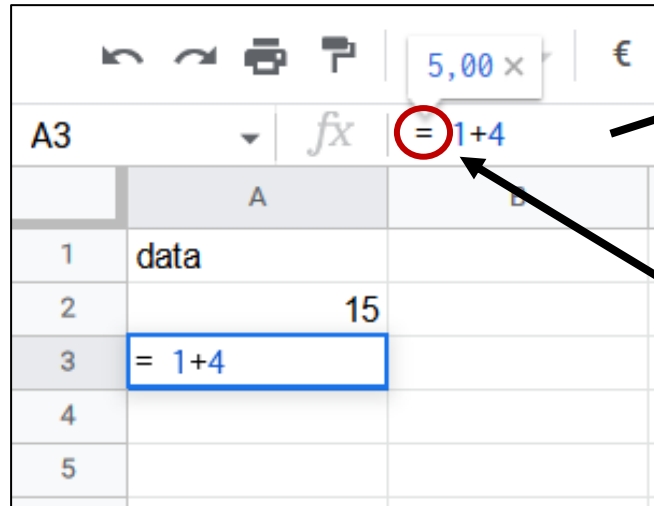 5,00 × €
A3 fx = 1+4
A B
1 data
2 15
3 = 1+4
4
5